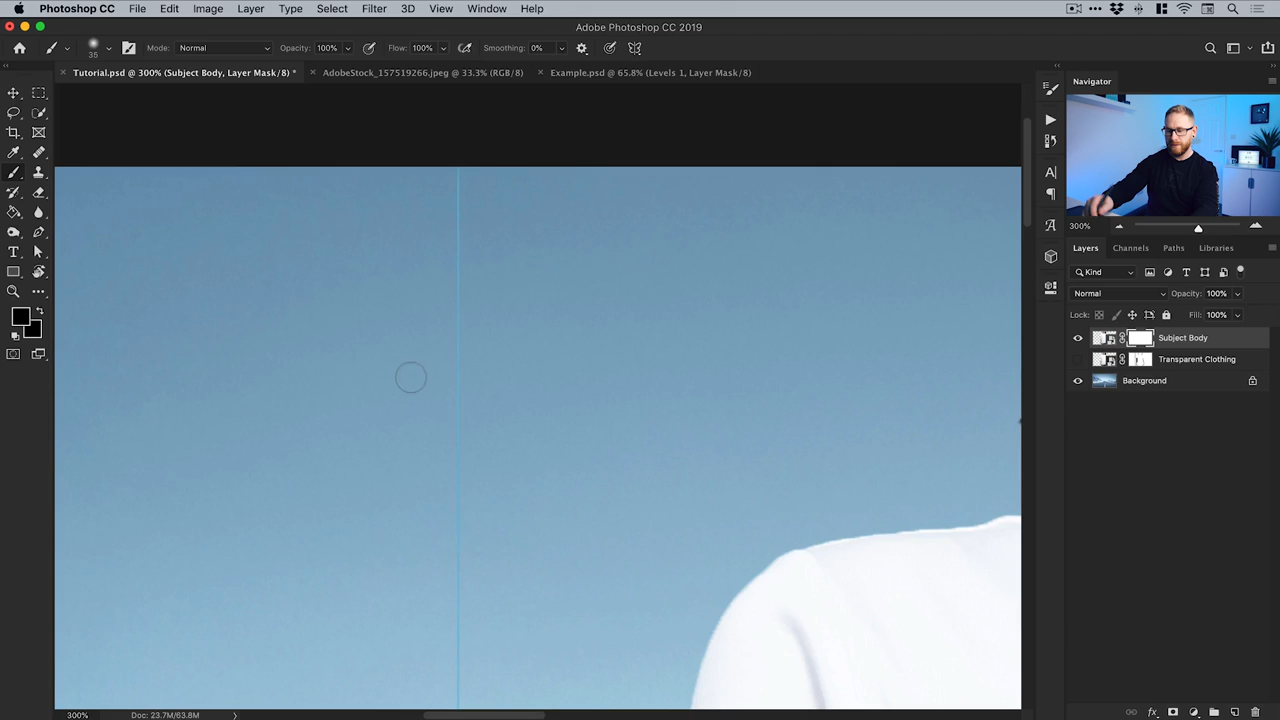 Photoshop CC File Edit Image Layer Type Select Filter 3D View Window Help
Adobe Photoshop CC 2019
35 Mode: Normal Opacity: 100% Flow: 100% Smoothing: 0%
Tutorial.psd @ 300% (Subject Body, Layer Mask/8) * AdobeStock_157519266.jpeg @ 33.3% (RGB/8) Example.psd @ 65.8% (Levels 1, Layer Mask/8)
Navigator
300%
Layers Channels Paths Libraries
Kind
Normal Opacity: 100%
Lock: Fill: 100%
Subject Body
Transparent Clothing
Background
300% Doc: 23.7M/63.8M